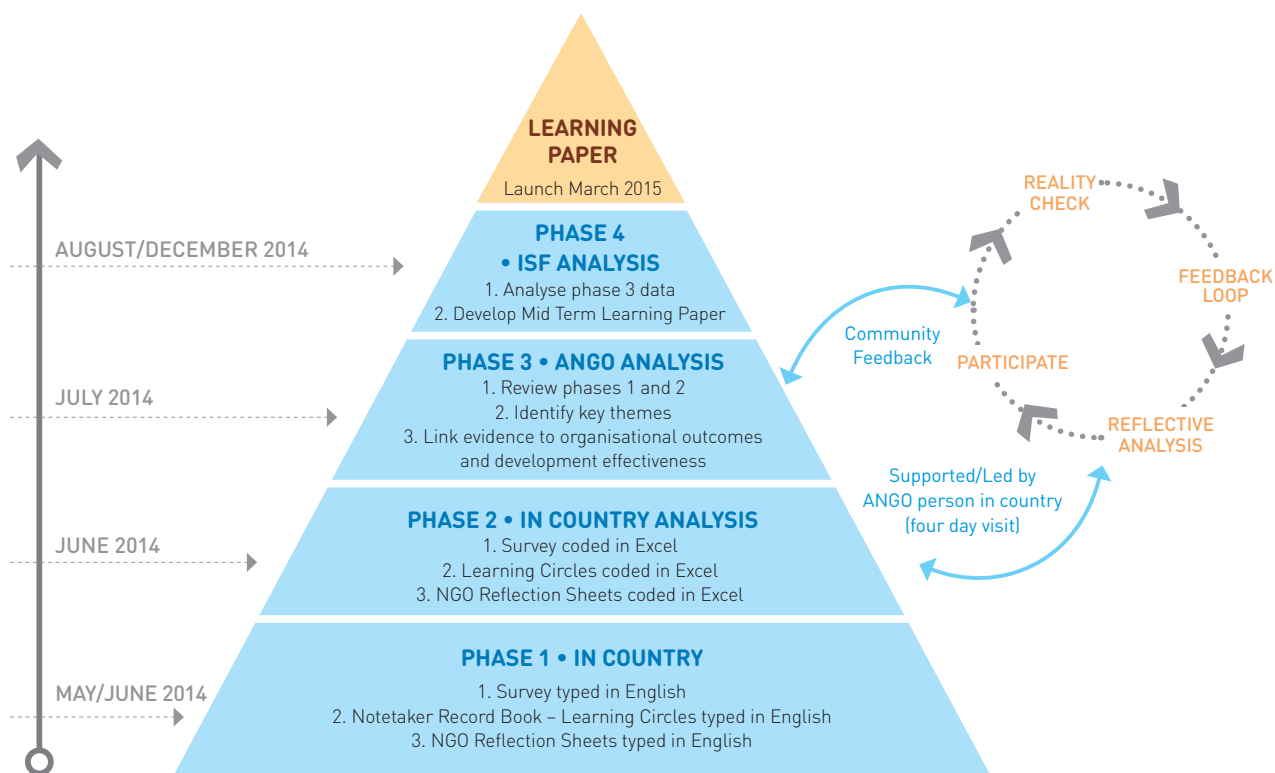 LEARNING
PAPER
Launch March 2015
AUGUST/DECEMBER 2014
PHASE 4
• ISF ANALYSIS
1. Analyse phase 3 data
2. Develop Mid Term Learning Paper
JULY 2014
PHASE 3 • ANGO ANALYSIS
1. Review phases 1 and 2
2. Identify key themes
3. Link evidence to organisational outcomes
and development effectiveness
JUNE 2014
PHASE 2 • IN COUNTRY ANALYSIS
1. Survey coded in Excel
2. Learning Circles coded in Excel
3. NGO Reflection Sheets coded in Excel
MAY/JUNE 2014
PHASE 1 • IN COUNTRY
1. Survey typed in English
2. Notetaker Record Book – Learning Circles typed in English
3. NGO Reflection Sheets typed in English
Community
Feedback
Supported/Led by
ANGO person in country
(four day visit)
REALITY
CHECK
FEEDBACK
LOOP
REFLECTIVE
ANALYSIS
PARTICIPATE